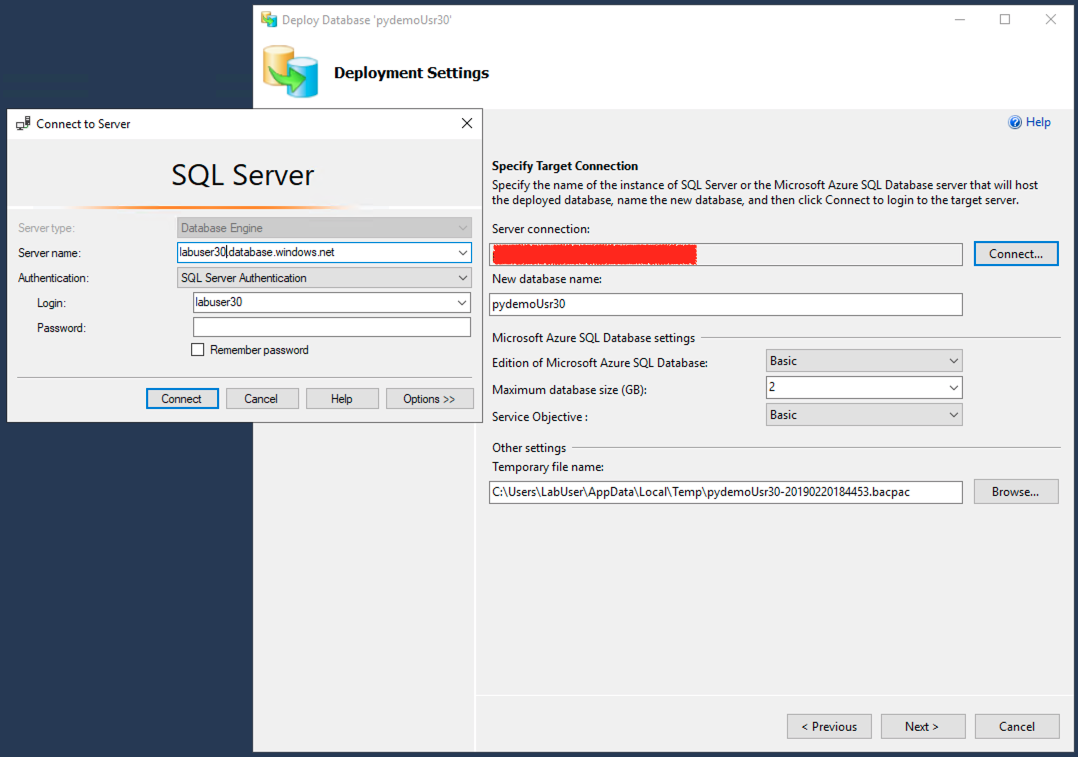 Deploy Database 'pydemoUsr30'
Deployment Settings
Connect to Server
SQL Server
Server type:
Database Engine
Server name:
labuser30.database.windows.net
Authentication:
SQL Server Authentication
Login:
labuser30
Password:
Remember password
Connect
Cancel
Help
Options >>
Help
Specify Target Connection
Specify the name of the instance of SQL Server or the Microsoft Azure SQL Database server that will host
the deployed database, name the new database, and then click Connect to login to the target server.
Server connection:
Connect...
New database name:
pydemoUsr30
Microsoft Azure SQL Database settings
Edition of Microsoft Azure SQL Database:
Basic
Maximum database size (GB):
2
Service Objective :
Basic
Other settings
Temporary file name:
C:\Users\LabUser\AppData\Local\Temp\pydemoUsr30-20190220184453.bacpac
Browse...
< Previous
Next >
Cancel